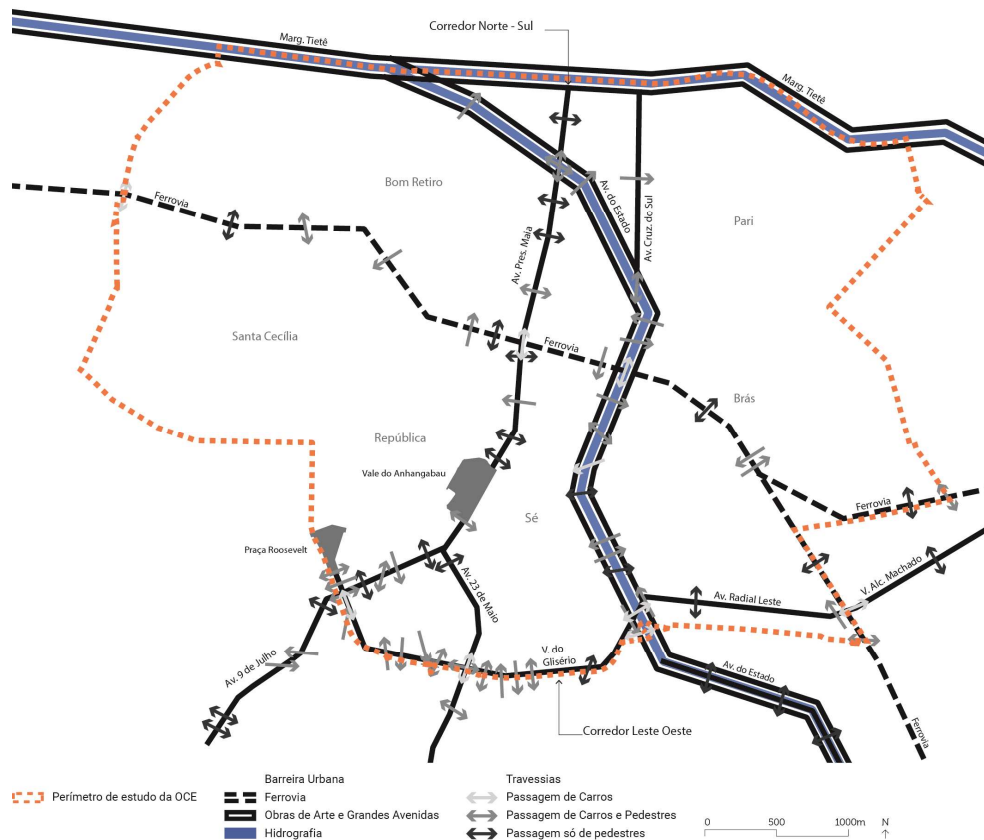 Corredor Norte - Sul
Marg. Tietê
Marg. Tietê
Bom Retiro
Ferrovia
Av. do Estado
Av. Cruz. do Sul
Pari
Av. Pres. Maia
Santa Cecília
Ferrovia
Brás
República
Vale do Anhangabau
Sé
Ferrovia
Praça Roosevelt
Av. 23 de Maio
V. Alc. Machado
Av. Radial Leste
Av. 9 de Julho
V. do
Glisério
Av. do Estado
Ferrovia
Corredor Leste Oeste
Barreira Urbana
Travessias
Perímetro de estudo da OCE
Ferrovia
Passagem de Carros
Obras de Arte e Grandes Avenidas
Passagem de Carros e Pedestres
Hidrografia
Passagem só de pedestres
0 500 1000m N